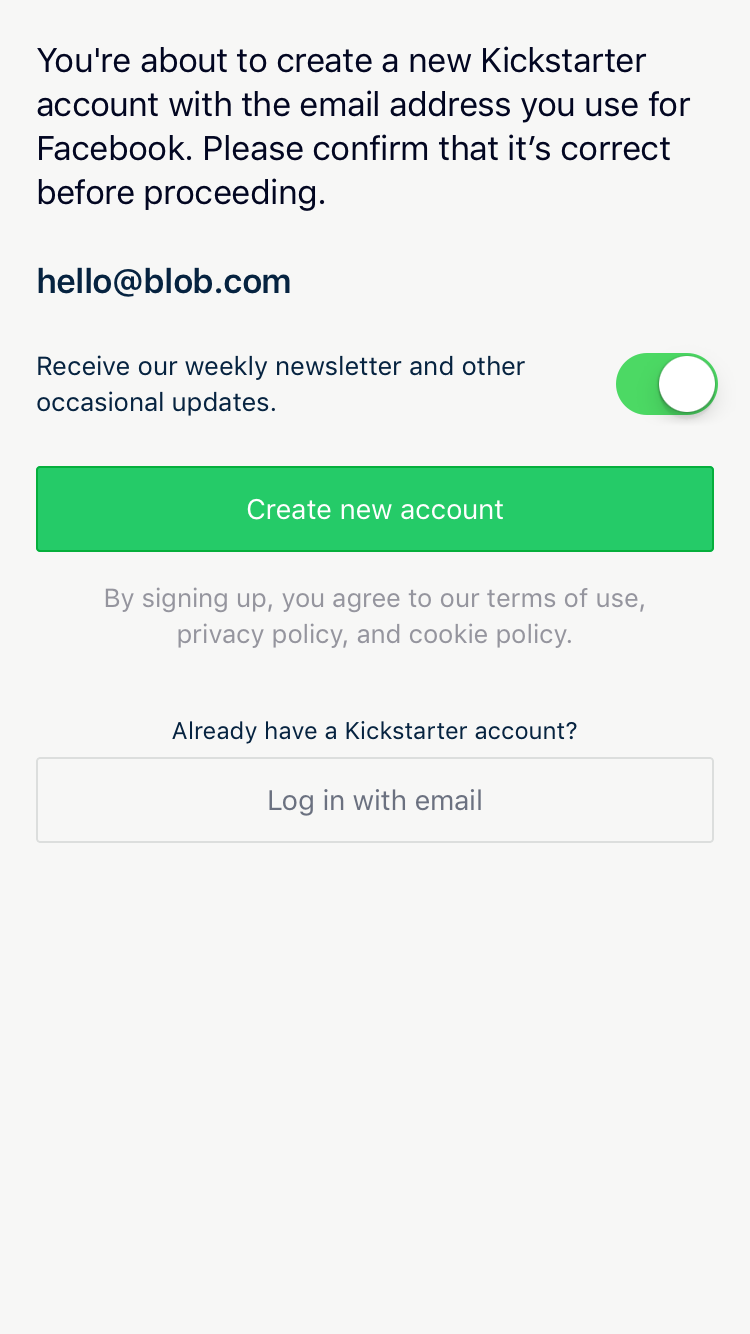 You're about to create a new Kickstarter
account with the email address you use for
Facebook. Please confirm that it’s correct
before proceeding.
hello@blob.com
Receive our weekly newsletter and other
occasional updates.
Create new account
By signing up, you agree to our terms of use,
privacy policy, and cookie policy.
Already have a Kickstarter account?
Log in with email